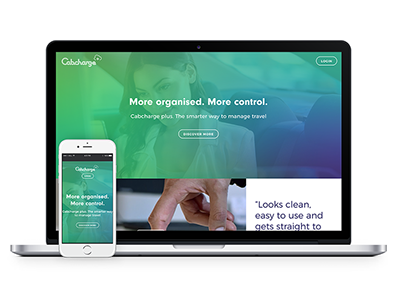 Cabcharge+
LOGIN
More organised. More control.
Cabcharge plus. The smarter way to manage travel
DISCOVER MORE
"Looks clean,
easy to use and
gets straight to
Cabcharge
More organised.
More control.
Cabcharge plus. The smarter way
to manage travel